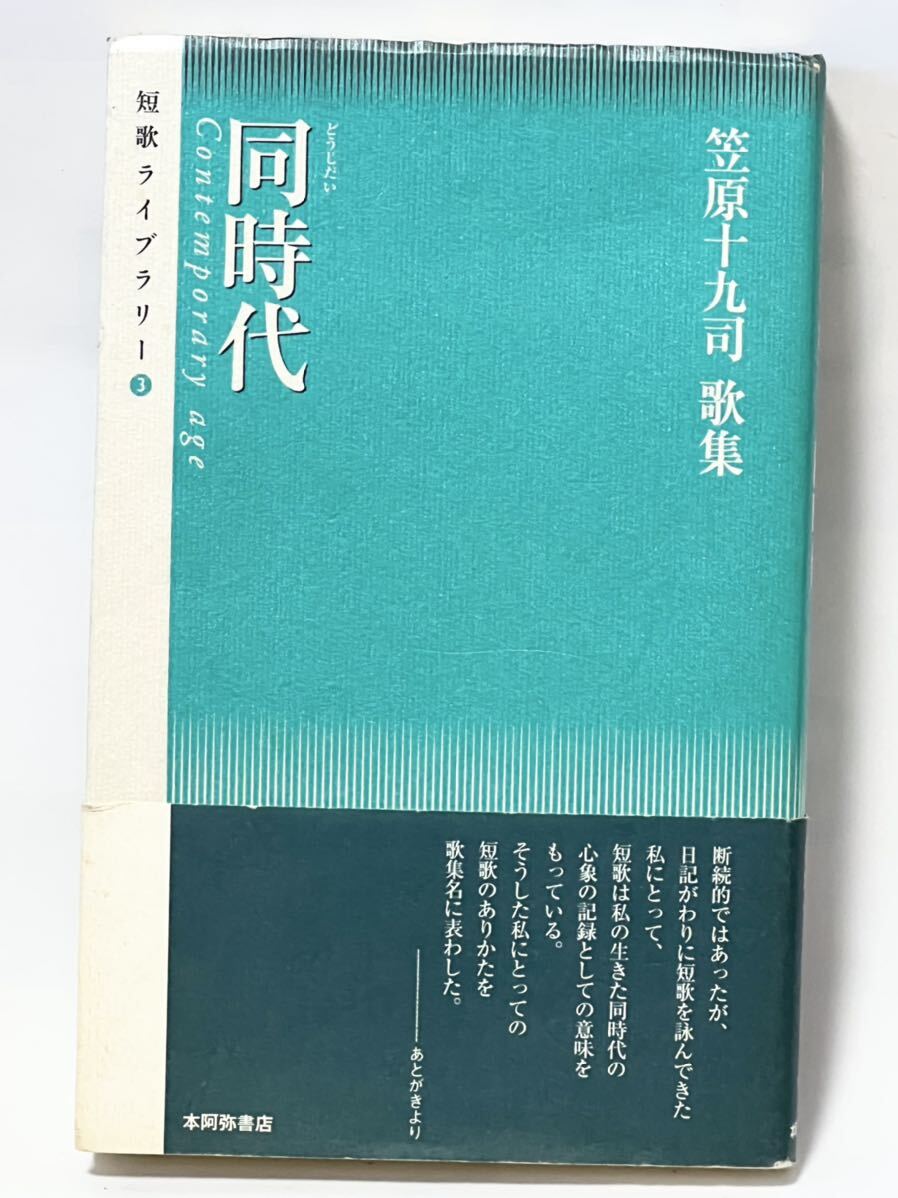 笠原十九司 歌集
同時代
どうじだい
Contemporary age
短歌ライブラリー3
断続的ではあったが、
日記がわりに短歌を詠んできた
私にとって、
短歌は私の生きた同時代の
心象の記録としての意味を
もっている。
そうした私にとっての
短歌のありかたを
歌集名に表わした。
――あとがきより
本阿弥書店